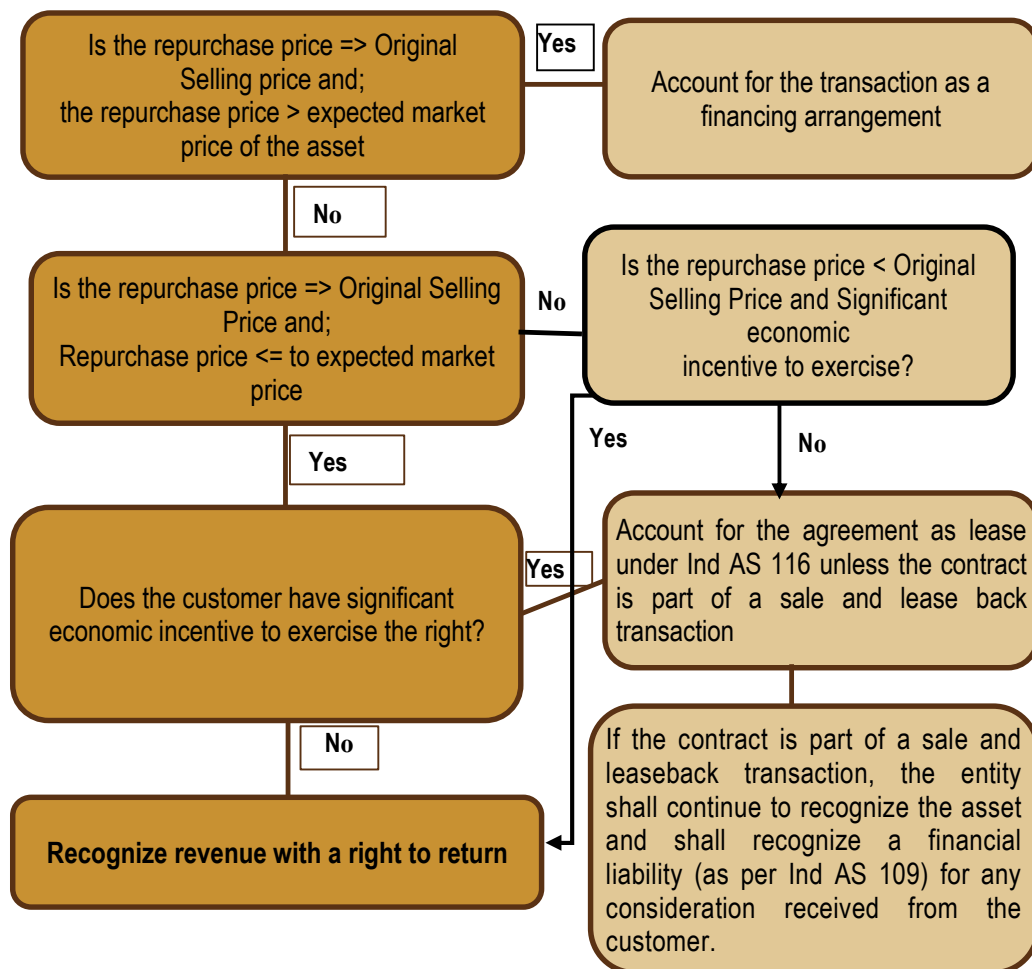 Is the repurchase price => Original
Selling price and;
the repurchase price > expected market
price of the asset
Yes
Account for the transaction as a
financing arrangement
No
Is the repurchase price => Original Selling
Price and;
Repurchase price <= to expected market
price
No
Is the repurchase price < Original
Selling Price and Significant
economic
incentive to exercise?
Yes
No
Yes
Does the customer have significant
economic incentive to exercise the right?
Yes
Account for the agreement as lease
under Ind AS 116 unless the contract
is part of a sale and lease back
transaction
No
Recognize revenue with a right to return
If the contract is part of a sale and
leaseback transaction, the entity
shall continue to recognize the asset
and shall recognize a financial
liability (as per Ind AS 109) for any
consideration received from the
customer.